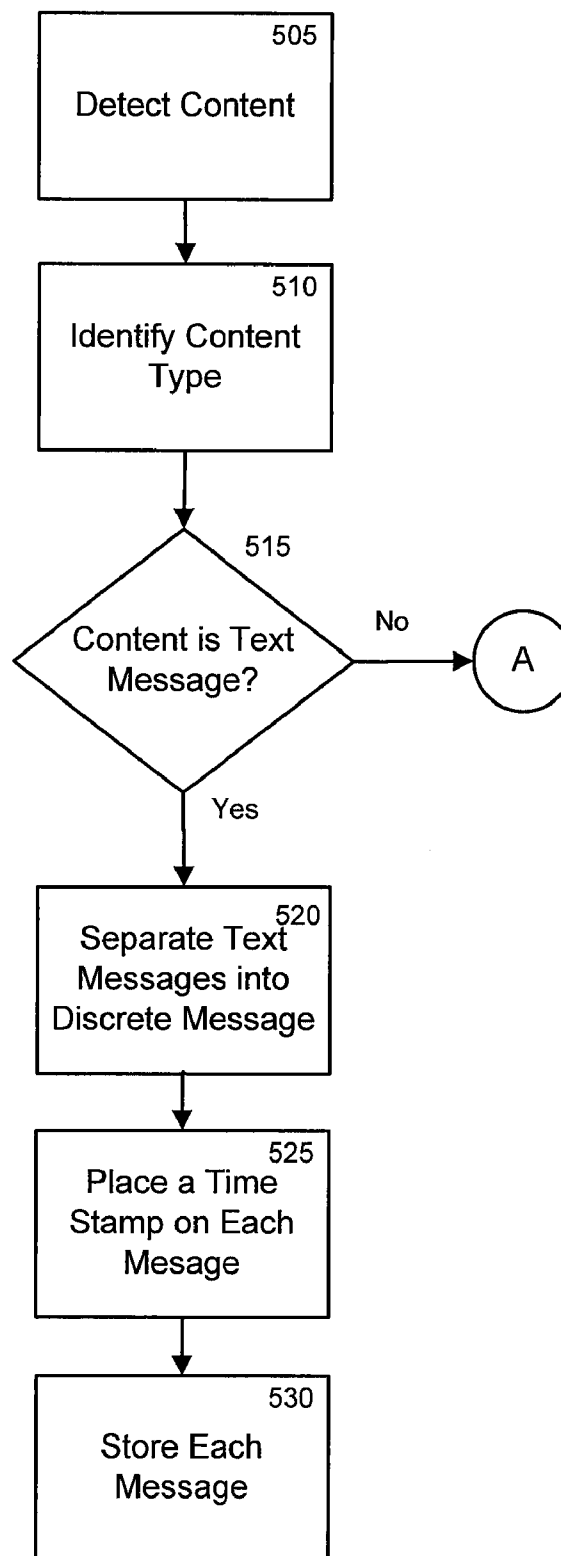 505
Detect Content
510
Identify Content
Type
515
Content is Text
Message?
No
A
Yes
520
Separate Text
Messages into
Discrete Message
525
Place a Time
Stamp on Each
Mesage
530
Store Each
Message